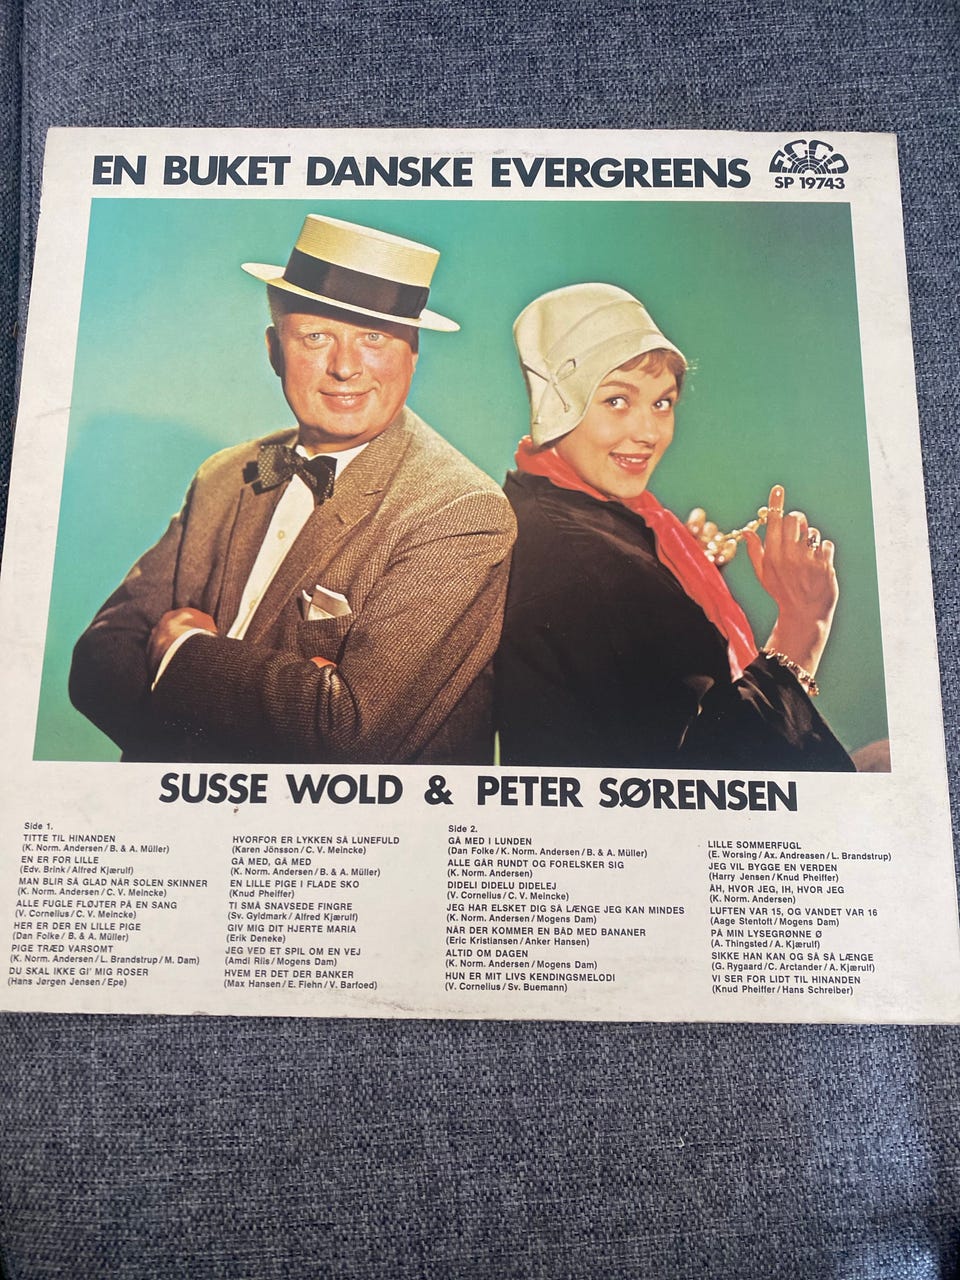 EN BUKET DANSKE EVERGREENS
SP 19743
SUSSE WOLD & PETER SØRENSEN
Side 1.
TITTE TIL HINANDEN
(K. Norm. Andersen / B. & A. Müller)
EN ER FOR LILLE
(Edv. Brink / Alfred Kjærulf)
MAN BLIR SÅ GLAD NÅR SOLEN SKINNER
(K. Norm. Andersen / C. V. Meincke)
ALLE FUGLE FLØJTER PÅ EN SANG
(V. Cornelius / C. V. Meincke)
HER ER DER EN LILLE PIGE
(Dan Folke / B. & A. Müller)
PIGE TRÆD VARSOMT
(K. Norm. Andersen / L. Brandstrup / M. Dam)
DU SKAL IKKE GI' MIG ROSER
(Hans Jørgen Jensen / Epe)
HVORFOR ER LYKKEN SÅ LUNEFULD
(Karen Jönsson / C. V. Meincke)
GÅ MED, GÅ MED
(K. Norm. Andersen / B. & A. Müller)
EN LILLE PIGE I FLADE SKO
(Knud Pheiffer)
TI SMÅ SNAVSEDE FINGRE
(Sv. Gyldmark / Alfred Kjærulf)
GIV MIG DIT HJERTE MARIA
(Erik Deneke)
JEG VED ET SPIL OM EN VEJ
(Amdi Riis / Mogens Dam)
HVEM ER DET DER BANKER
(Max Hansen / E. Fiehn / V. Barfoed)
Side 2.
GÅ MED I LUNDEN
(Dan Folke / K. Norm. Andersen / B. & A. Müller)
ALLE GÅR RUNDT OG FORELSKER SIG
(K. Norm. Andersen)
DIDELI DIDELU DIDELEJ
(V. Cornelius / C. V. Meincke)
JEG HAR ELSKET DIG SÅ LÆNGE JEG KAN MINDES
(K. Norm. Andersen / Mogens Dam)
NÅR DER KOMMER EN BÅD MED BANANER
(Eric Kristiansen / Anker Hansen)
ALTID OM DAGEN
(K. Norm. Andersen / Mogens Dam)
HUN ER MIT LIVS KENDINGSMELODI
(V. Cornelius / Sv. Buemann)
LILLE SOMMERFUGL
(E. Worsing / Ax. Andreasen / L. Brandstrup)
JEG VIL BYGGE EN VERDEN
(Harry Jensen / Knud Pheiffer)
ÅH, HVOR JEG, IH, HVOR JEG
(K. Norm. Andersen)
LUFTEN VAR 15, OG VANDET VAR 16
(Aage Stentoft / Mogens Dam)
PÅ MIN LYSEGRØNNE Ø
(A. Thingsted / A. Kjærulf)
SIKKE HAN KAN OG SÅ SÅ LÆNGE
(G. Rygaard / C. Arctander / A. Kjærulf)
VI SER FOR LIDT TIL HINANDEN
(Knud Pheiffer / Hans Schreiber)